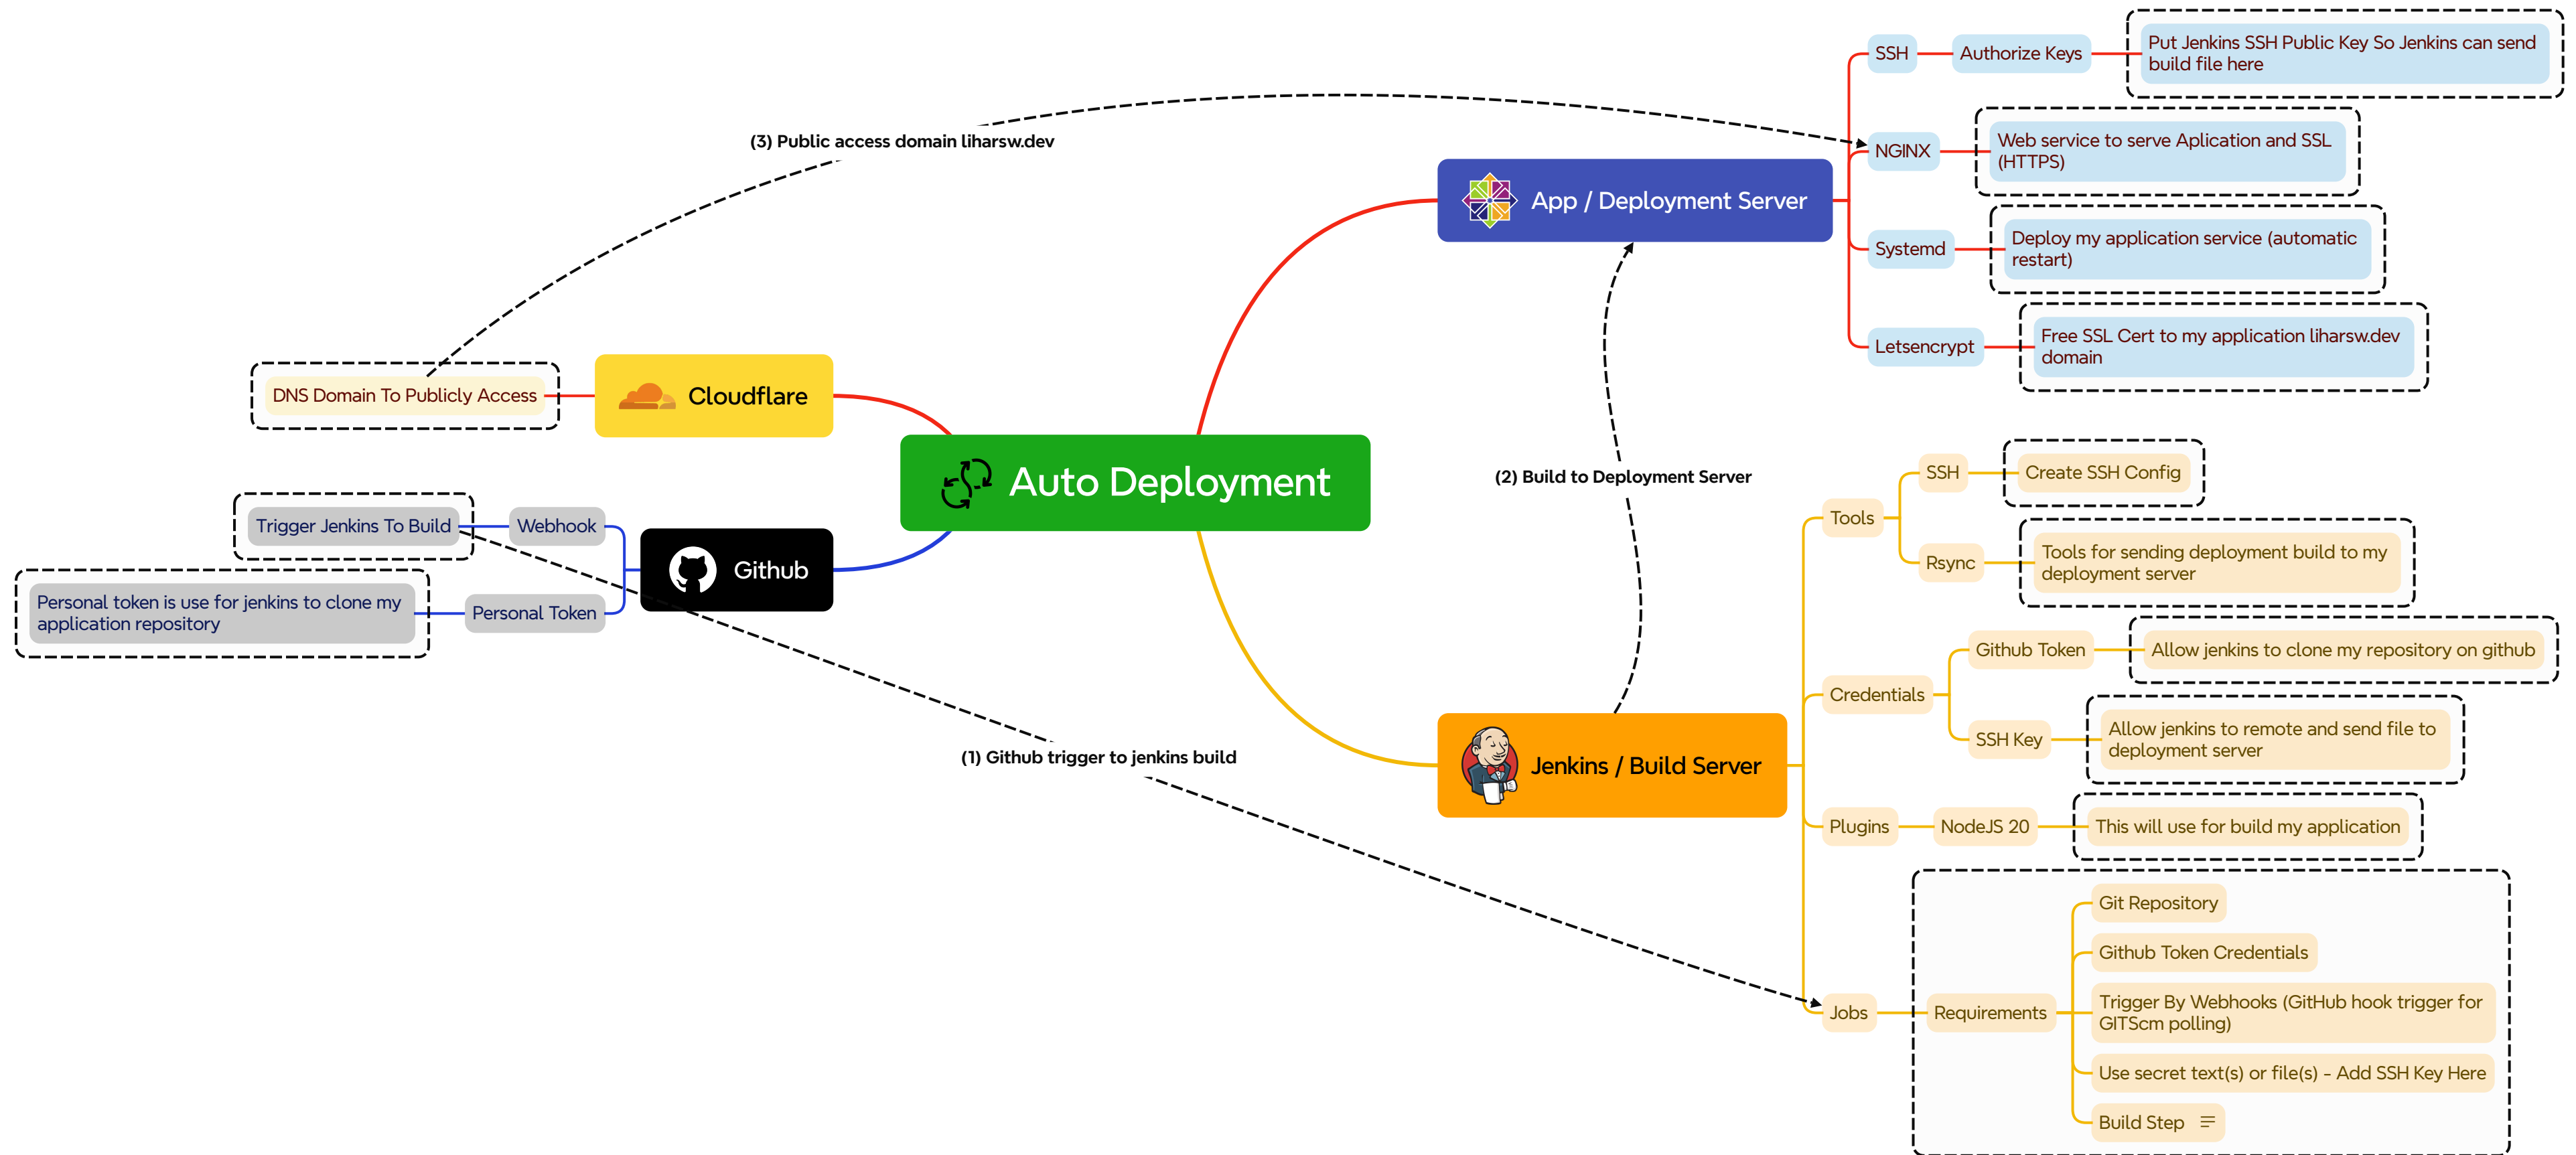 SSH
Authorize Keys
Put Jenkins SSH Public Key So Jenkins can send
build file here
(3) Public access domain liharsw.dev
NGINX
Web service to serve Aplication and SSL
(HTTPS)
App / Deployment Server
Systemd
Deploy my application service (automatic
restart)
Letsencrypt
Free SSL Cert to my application liharsw.dev
domain
DNS Domain To Publicly Access
Cloudflare
Auto Deployment
(2) Build to Deployment Server
Trigger Jenkins To Build
Webhook
Github
Personal token is use for jenkins to clone my
application repository
Personal Token
(1) Github trigger to jenkins build
Jenkins / Build Server
Tools
SSH
Create SSH Config
Rsync
Tools for sending deployment build to my
deployment server
Credentials
Github Token
Allow jenkins to clone my repository on github
SSH Key
Allow jenkins to remote and send file to
deployment server
Plugins
NodeJS 20
This will use for build my application
Jobs
Requirements
Git Repository
Github Token Credentials
Trigger By Webhooks (GitHub hook trigger for
GITScm polling)
Use secret text(s) or file(s) - Add SSH Key Here
Build Step